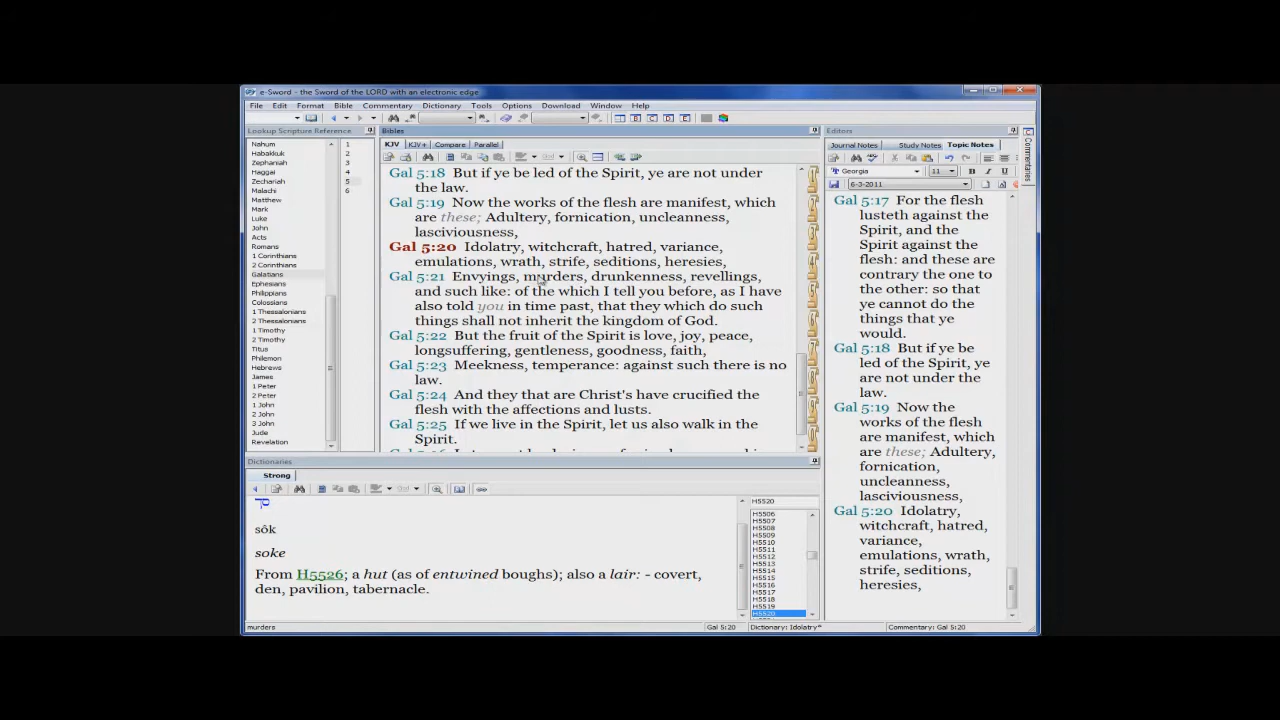 e-Sword - the Sword of the LORD with an electronic edge
File Edit Format Bible Commentary Dictionary Tools Options Download Window Help
Lookup Scripture Reference
Nahum
Habakkuk
Zephaniah
Haggai
Zechariah
Malachi
Matthew
Mark
Luke
John
Acts
Romans
1 Corinthians
2 Corinthians
Galatians
Ephesians
Philippians
Colossians
1 Thessalonians
2 Thessalonians
1 Timothy
2 Timothy
Titus
Philemon
Hebrews
James
1 Peter
2 Peter
1 John
2 John
3 John
Jude
Revelation
1
2
3
4
5
6
Bibles
KJV KJV+ Compare Parallel
Gal 5:18 But if ye be led of the Spirit, ye are not under
the law.
Gal 5:19 Now the works of the flesh are manifest, which
are these; Adultery, fornication, uncleanness,
lasciviousness,
Gal 5:20 Idolatry, witchcraft, hatred, variance,
emulations, wrath, strife, seditions, heresies,
Gal 5:21 Envyings, murders, drunkenness, revellings,
and such like: of the which I tell you before, as I have
also told you in time past, that they which do such
things shall not inherit the kingdom of God.
Gal 5:22 But the fruit of the Spirit is love, joy, peace,
longsuffering, gentleness, goodness, faith,
Gal 5:23 Meekness, temperance: against such there is no
law.
Gal 5:24 And they that are Christ's have crucified the
flesh with the affections and lusts.
Gal 5:25 If we live in the Spirit, let us also walk in the
Spirit.
Editors
Journal Notes Study Notes Topic Notes
Georgia 11 B I U
6-3-2011
Gal 5:17 For the flesh
lusteth against the
Spirit, and the
Spirit against the
flesh: and these are
contrary the one to
the other: so that
ye cannot do the
things that ye
would.
Gal 5:18 But if ye be
led of the Spirit, ye
are not under the
law.
Gal 5:19 Now the
works of the flesh
are manifest, which
are these; Adultery,
fornication,
uncleanness,
lasciviousness,
Gal 5:20 Idolatry,
witchcraft, hatred,
variance,
emulations, wrath,
strife, seditions,
heresies,
Commentaries
Dictionaries
Strong
סך
sôk
soke
From H5526; a hut (as of entwined boughs); also a lair: - covert,
den, pavilion, tabernacle.
H5520
H5506
H5507
H5508
H5509
H5510
H5511
H5512
H5513
H5514
H5515
H5516
H5517
H5518
H5519
H5520
murders
Gal 5:20
Dictionary: Idolatry*
Commentary: Gal 5:20